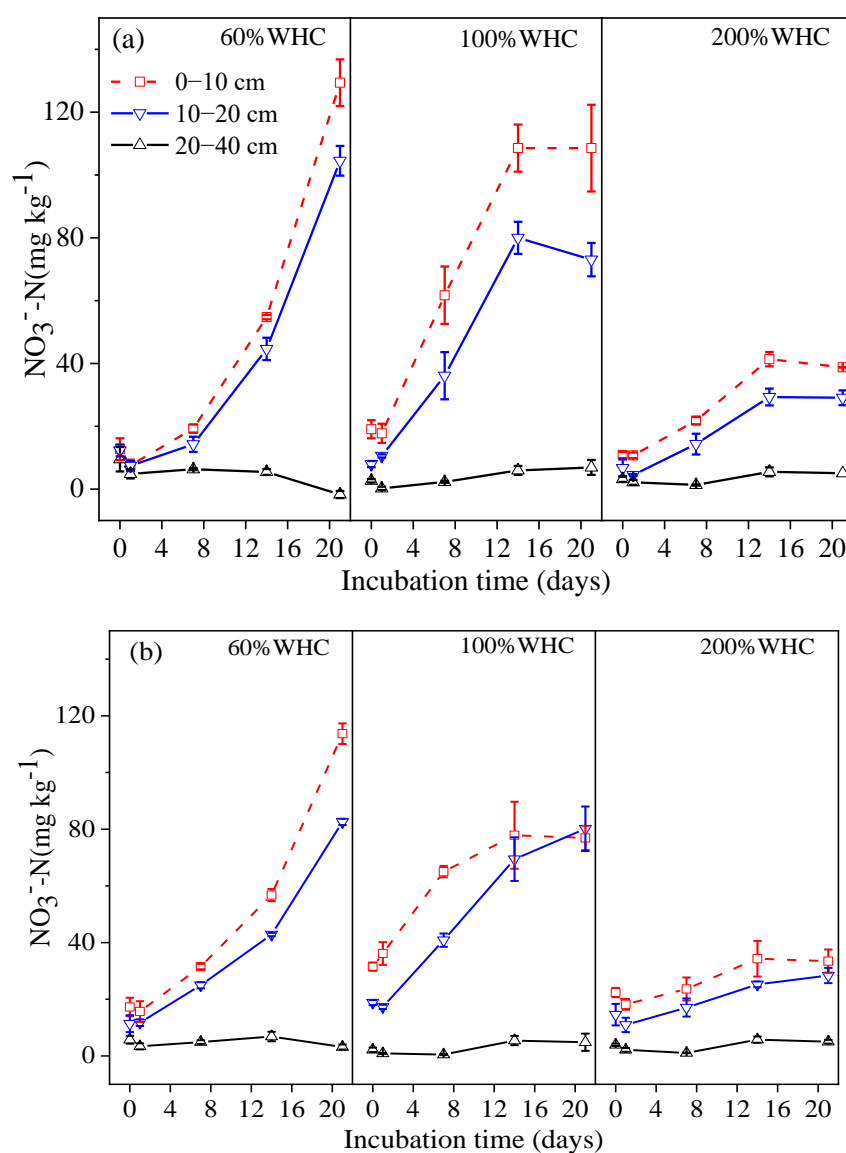 (a) 60%WHC 100%WHC 200%WHC
0−10 cm
10−20 cm
20−40 cm
NO₃⁻-N(mg kg⁻¹)
120
80
40
0
0 4 8 12 16 20 0 4 8 12 16 20 0 4 8 12 16 20
Incubation time (days)
(b) 60%WHC 100%WHC 200%WHC
NO₃⁻-N(mg kg⁻¹)
120
80
40
0
0 4 8 12 16 20 0 4 8 12 16 20 0 4 8 12 16 20
Incubation time (days)